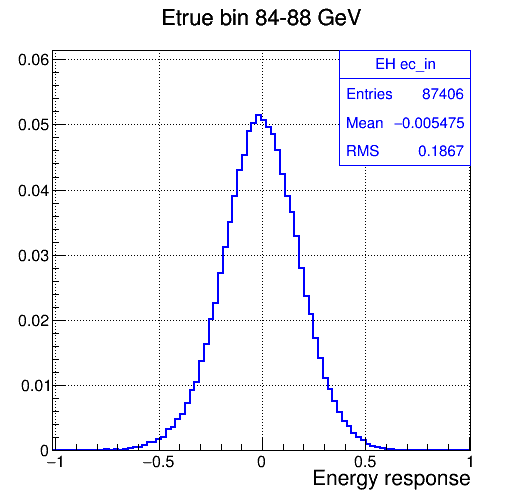 Etrue bin 84-88 GeV
EH ec_in
Entries 87406
Mean −0.005475
RMS 0.1867
0.06
0.05
0.04
0.03
0.02
0.01
0
−1 −0.5 0 0.5 1
Energy response